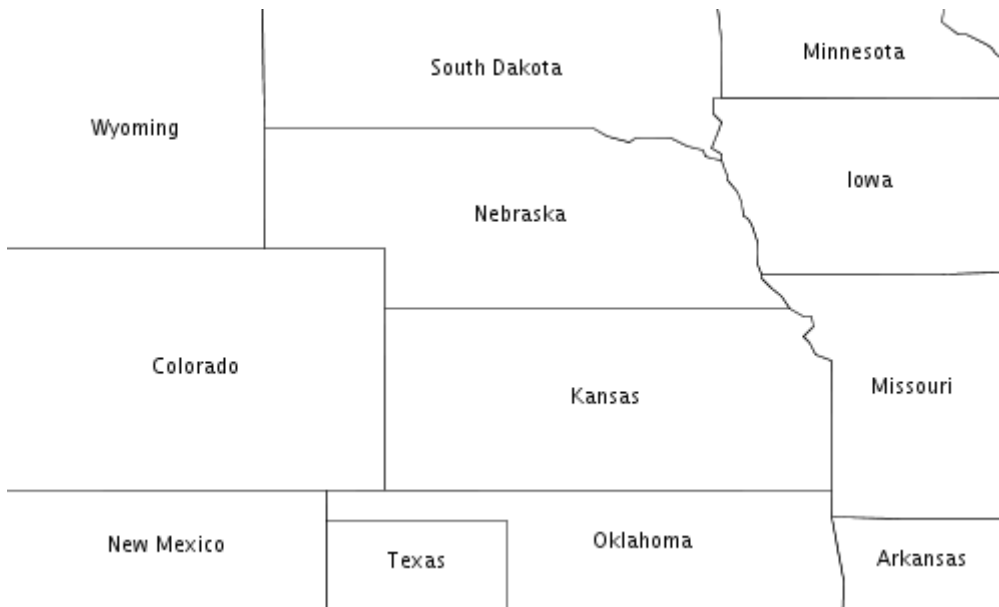 Minnesota
South Dakota
Wyoming
Iowa
Nebraska
Colorado
Missouri
Kansas
Oklahoma
New Mexico
Texas
Arkansas